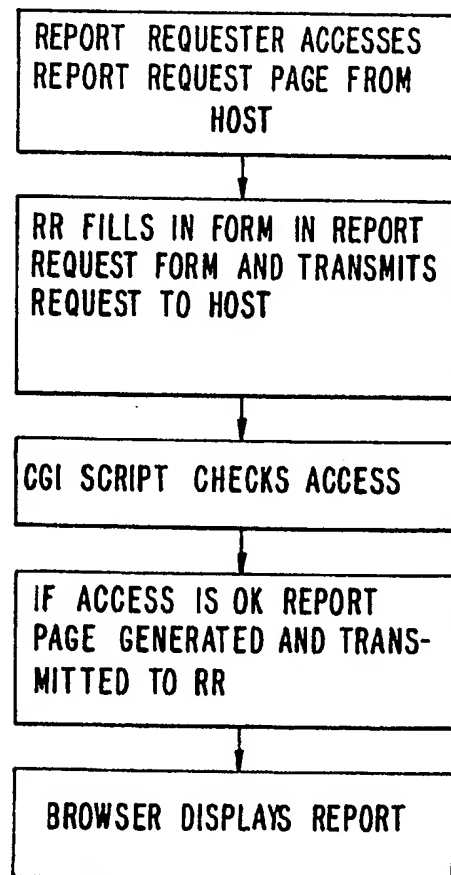 REPORT REQUESTER ACCESSES
REPORT REQUEST PAGE FROM
HOST
RR FILLS IN FORM IN REPORT
REQUEST FORM AND TRANSMITS
REQUEST TO HOST
CGI SCRIPT CHECKS ACCESS
IF ACCESS IS OK REPORT
PAGE GENERATED AND TRANS-
MITTED TO RR
BROWSER DISPLAYS REPORT